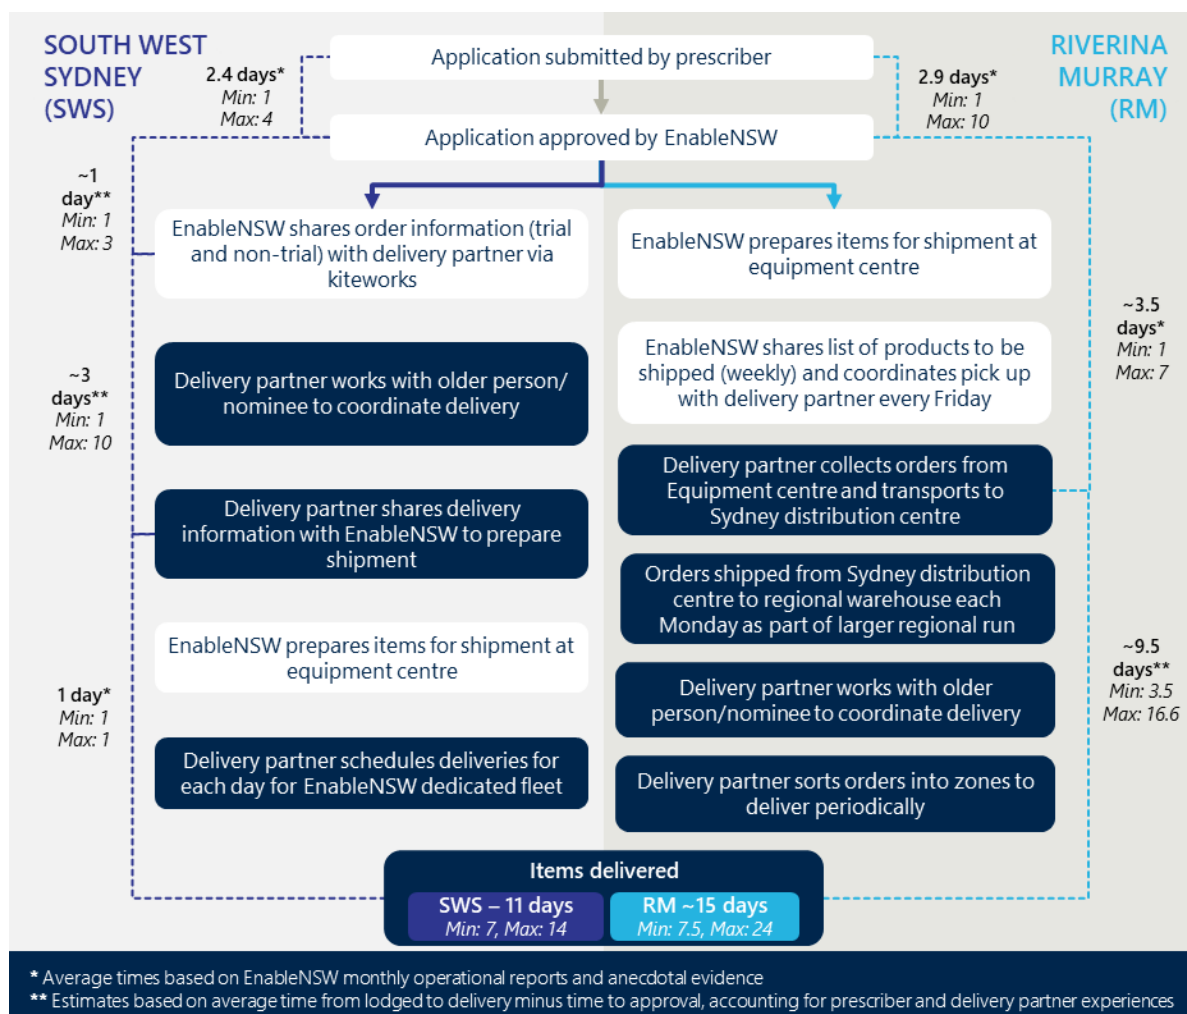 SOUTH WEST
SYDNEY
(SWS)
2.4 days*
Min: 1
Max: 4
Application submitted by prescriber
Application approved by EnableNSW
RIVERINA
MURRAY
(RM)
2.9 days*
Min: 1
Max: 10
~1
day**
Min: 1
Max: 3
EnableNSW shares order information (trial
and non-trial) with delivery partner via
kiteworks
~3
days**
Min: 1
Max: 10
Delivery partner works with older person/
nominee to coordinate delivery
Delivery partner shares delivery
information with EnableNSW to prepare
shipment
EnableNSW prepares items for shipment at
equipment centre
1 day*
Min: 1
Max: 1
Delivery partner schedules deliveries for
each day for EnableNSW dedicated fleet
EnableNSW prepares items for shipment at
equipment centre
EnableNSW shares list of products to be
shipped (weekly) and coordinates pick up
with delivery partner every Friday
~3.5
days*
Min: 1
Max: 7
Delivery partner collects orders from
Equipment centre and transports to
Sydney distribution centre
Orders shipped from Sydney distribution
centre to regional warehouse each
Monday as part of larger regional run
Delivery partner works with older
person/nominee to coordinate delivery
~9.5
days**
Min: 3.5
Max: 16.6
Delivery partner sorts orders into zones to
deliver periodically
Items delivered
SWS – 11 days
Min: 7, Max: 14
RM ~15 days
Min: 7.5, Max: 24
* Average times based on EnableNSW monthly operational reports and anecdotal evidence
** Estimates based on average time from lodged to delivery minus time to approval, accounting for prescriber and delivery partner experiences